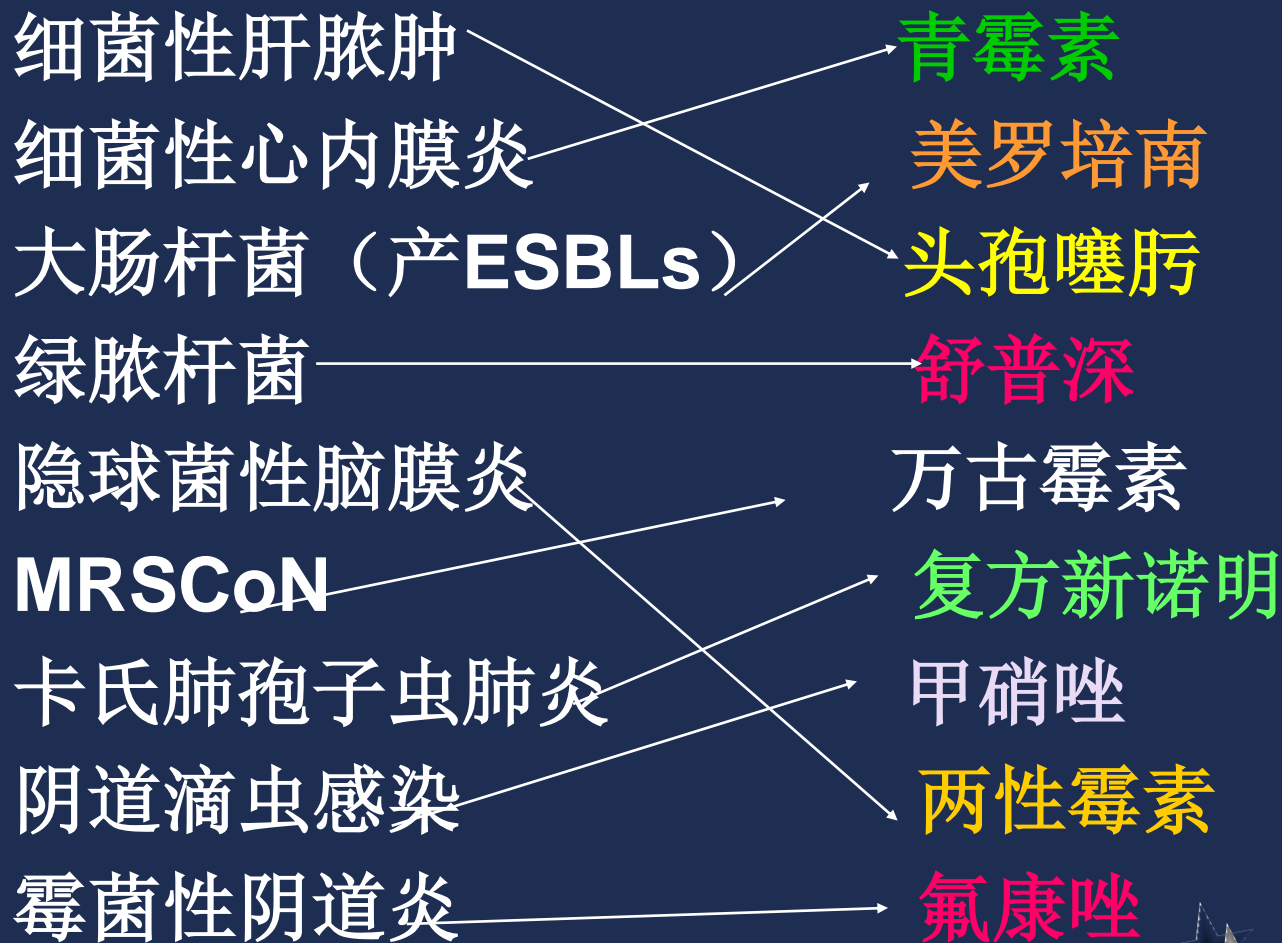 细菌性肝脓肿 青霉素
细菌性心内膜炎 美罗培南
大肠杆菌（产ESBLs） 头孢噻肟
绿脓杆菌 舒普深
隐球菌性脑膜炎 万古霉素
MRSCoN 复方新诺明
卡氏肺孢子虫肺炎 甲硝唑
阴道滴虫感染 两性霉素
霉菌性阴道炎 氟康唑